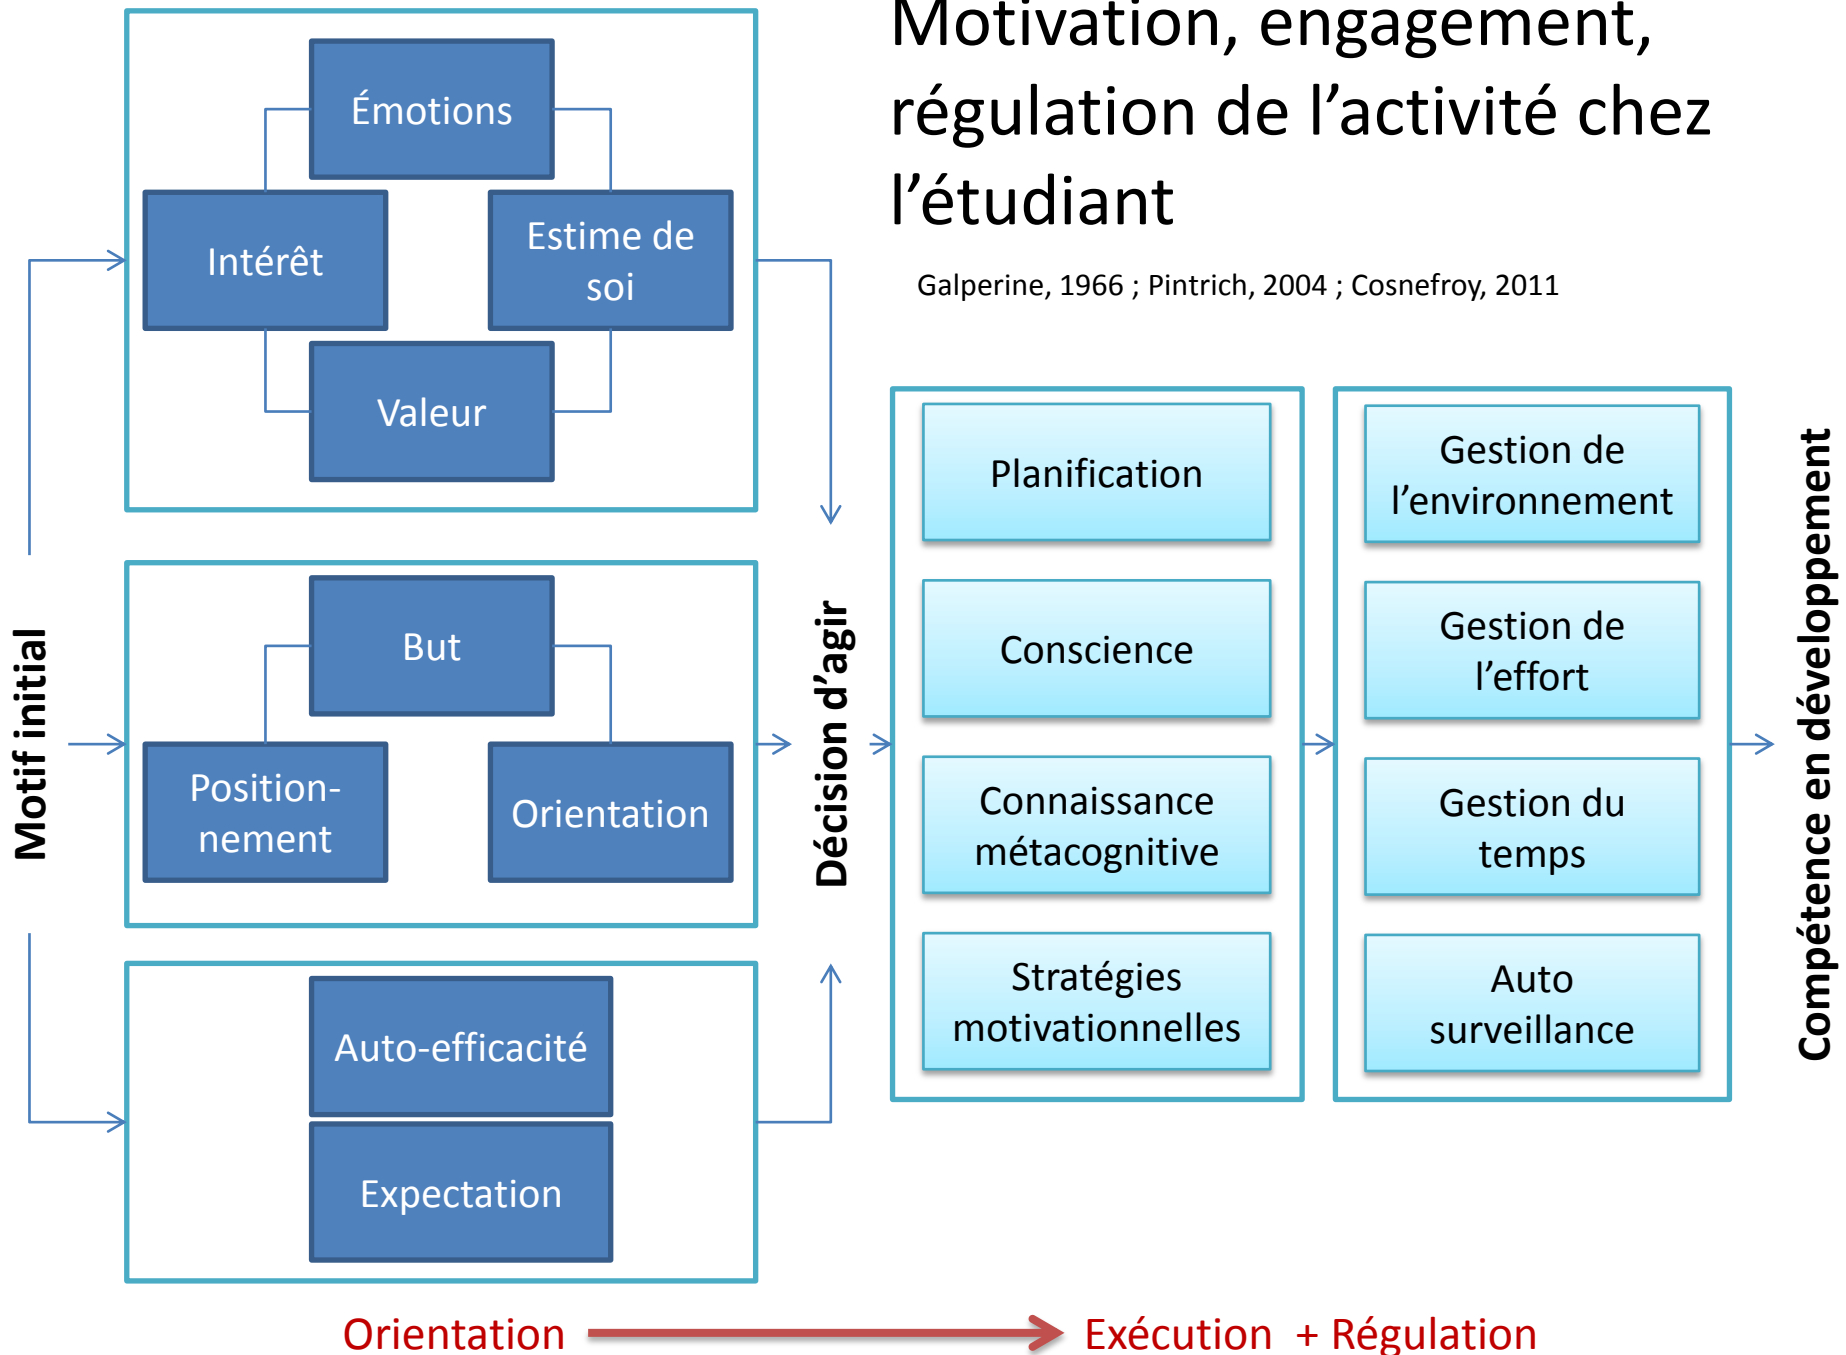 Motivation, engagement,
régulation de l’activité chez
l’étudiant
Galperine, 1966 ; Pintrich, 2004 ; Cosnefroy, 2011
Motif initial
Émotions
Intérêt
Estime de
soi
Valeur
But
Position-
nement
Orientation
Auto-efficacité
Expectation
Décision d’agir
Planification
Conscience
Connaissance
métacognitive
Stratégies
motivationnelles
Gestion de
l’environnement
Gestion de
l’effort
Gestion du
temps
Auto
surveillance
Compétence en développement
Orientation
Exécution + Régulation